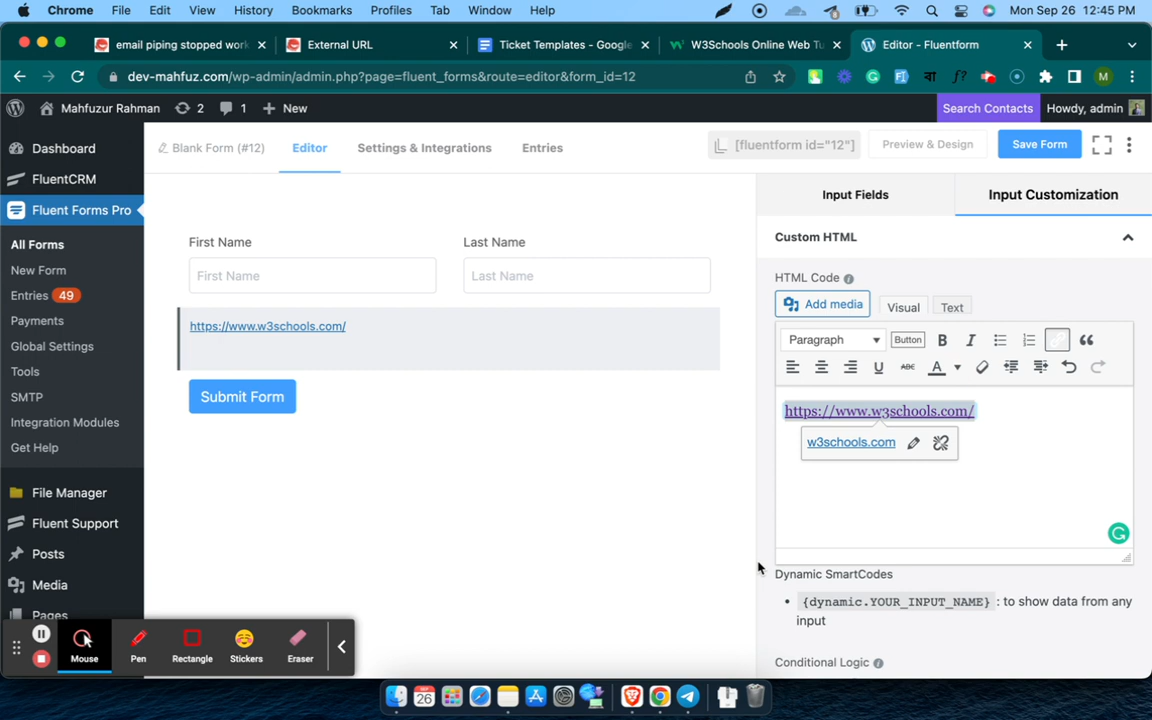 Chrome File Edit View History Bookmarks Profiles Tab Window Help Mon Sep 26 12:45 PM
email piping stopped work External URL Ticket Templates - Google W3Schools Online Web Tu Editor - Fluentform
dev-mahfuz.com/wp-admin/admin.php?page=fluent_forms&route=editor&form_id=12
Mahfuzur Rahman 2 1 New Search Contacts Howdy, admin
Dashboard
FluentCRM
Fluent Forms Pro
All Forms
New Form
Entries 49
Payments
Global Settings
Tools
SMTP
Integration Modules
Get Help
File Manager
Fluent Support
Posts
Media
Pages
Blank Form (#12) Editor Settings & Integrations Entries [fluentform id="12"] Preview & Design Save Form
First Name Last Name
First Name Last Name
https://www.w3schools.com/
Submit Form
Input Fields Input Customization
Custom HTML
HTML Code
Add media Visual Text
Paragraph Button B I
U ABC A
https://www.w3schools.com/
w3schools.com
Dynamic SmartCodes
{dynamic.YOUR_INPUT_NAME} : to show data from any
input
Conditional Logic
Mouse Pen Rectangle Stickers Eraser